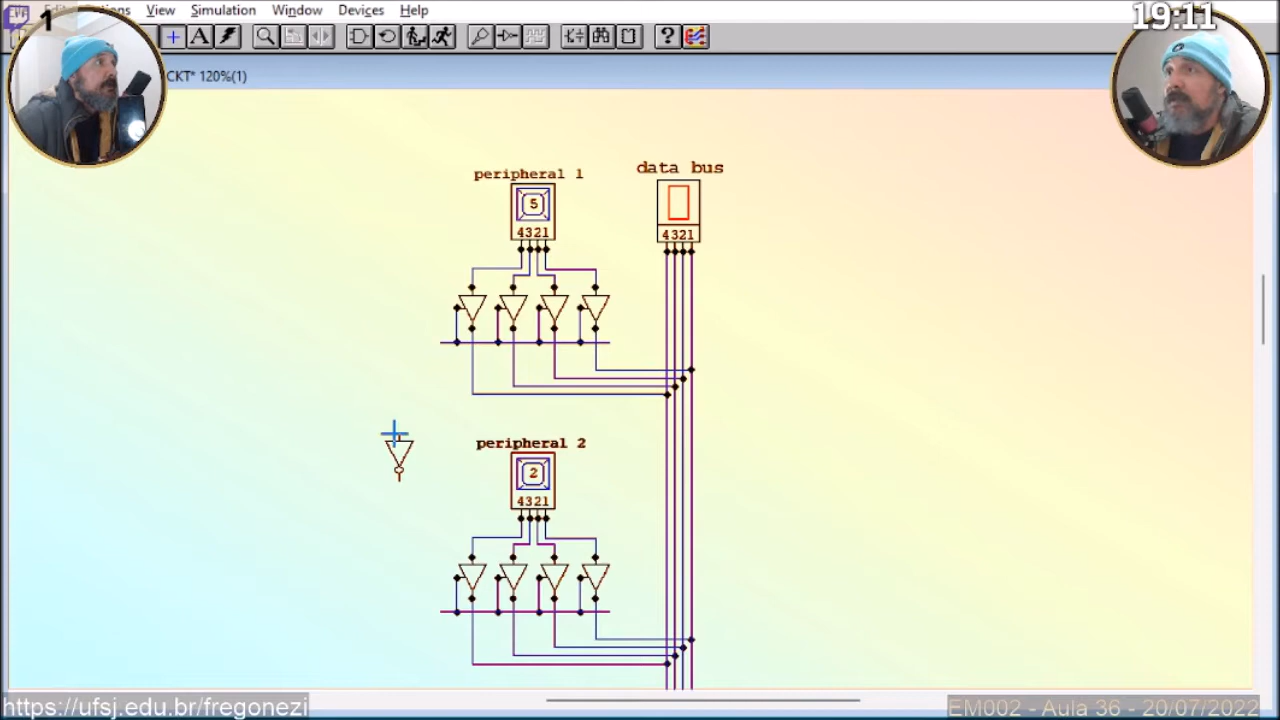 1
Options View Simulation Window Devices Help
19:11
A
?
CKT* 120%(1)
peripheral 1
data bus
5
4321
4321
peripheral 2
2
4321
https://ufsj.edu.br/fregonezi
EM002 - Aula 36 - 20/07/2022